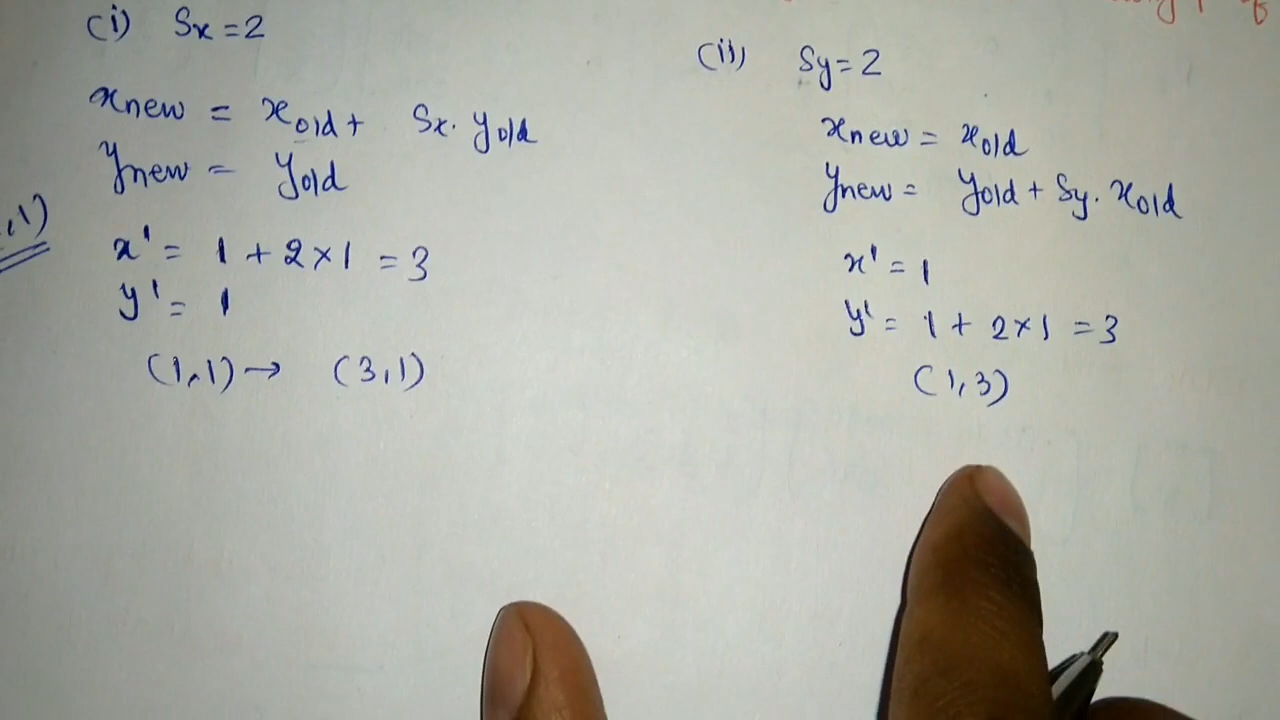 (i) Sx = 2
xnew = xold + Sx. yold
ynew = yold
,1)
x' = 1 + 2×1 = 3
y' = 1
(1,1) → (3,1)
(ii) Sy = 2
xnew = xold
ynew = yold + Sy. xold
x' = 1
y' = 1 + 2×1 = 3
(1,3)